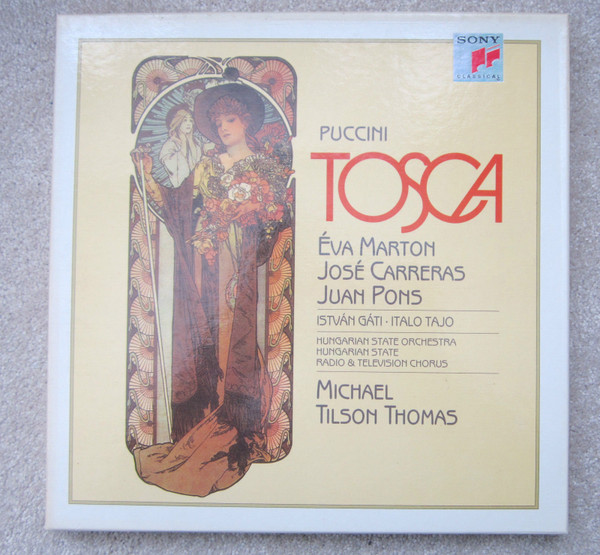 SONY
CLASSICAL
PUCCINI
TOSCA
ÉVA MARTON
JOSÉ CARRERAS
JUAN PONS
ISTVÁN GÁTI · ITALO TAJO
HUNGARIAN STATE ORCHESTRA
HUNGARIAN STATE
RADIO & TELEVISION CHORUS
MICHAEL
TILSON THOMAS